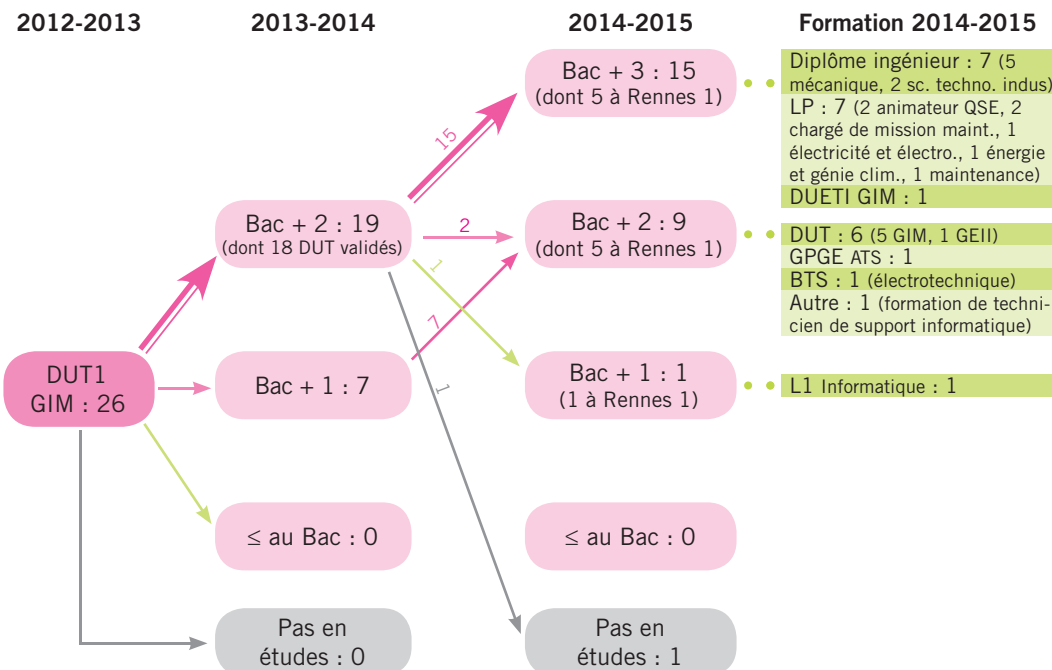 2012-2013
2013-2014
2014-2015
Formation 2014-2015
DUT1
GIM : 26
Bac + 2 : 19
(dont 18 DUT validés)
Bac + 1 : 7
≤ au Bac : 0
Pas en
études : 0
15
2
1
7
1
Bac + 3 : 15
(dont 5 à Rennes 1)
Bac + 2 : 9
(dont 5 à Rennes 1)
Bac + 1 : 1
(1 à Rennes 1)
≤ au Bac : 0
Pas en
études : 1
Diplôme ingénieur : 7 (5
mécanique, 2 sc. techno. indus)
LP : 7 (2 animateur QSE, 2
chargé de mission maint., 1
électricité et électro., 1 énergie
et génie clim., 1 maintenance)
DUETI GIM : 1
DUT : 6 (5 GIM, 1 GEII)
GPGE ATS : 1
BTS : 1 (électrotechnique)
Autre : 1 (formation de techni-
cien de support informatique)
L1 Informatique : 1